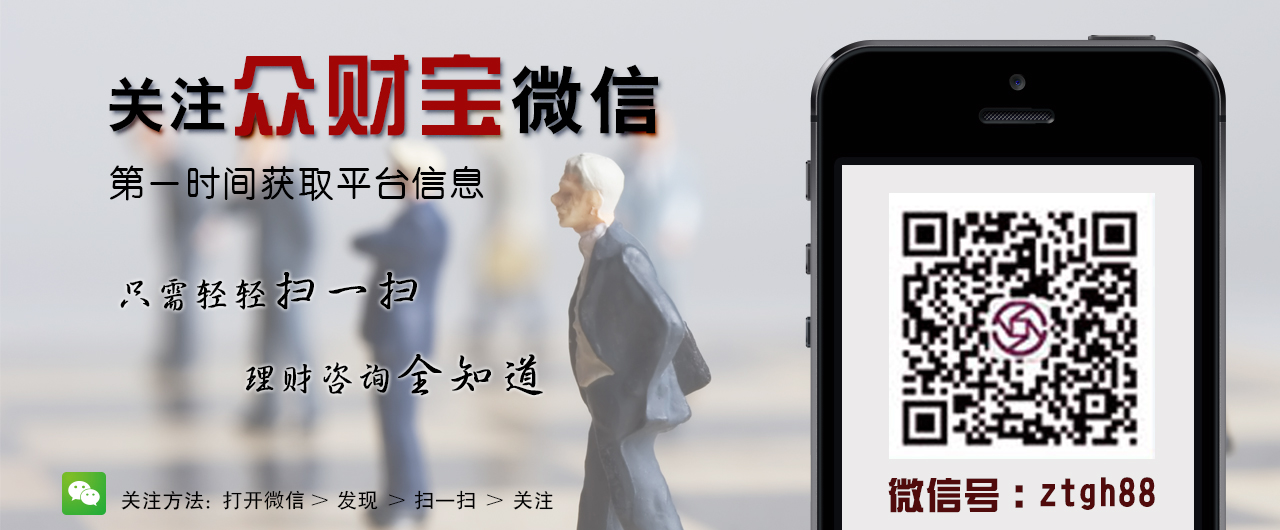 关注众财宝微信
第一时间获取平台信息
只需轻轻扫一扫
理财咨询全知道
关注方法: 打开微信 > 发现 > 扫一扫 > 关注
微信号：ztgh88